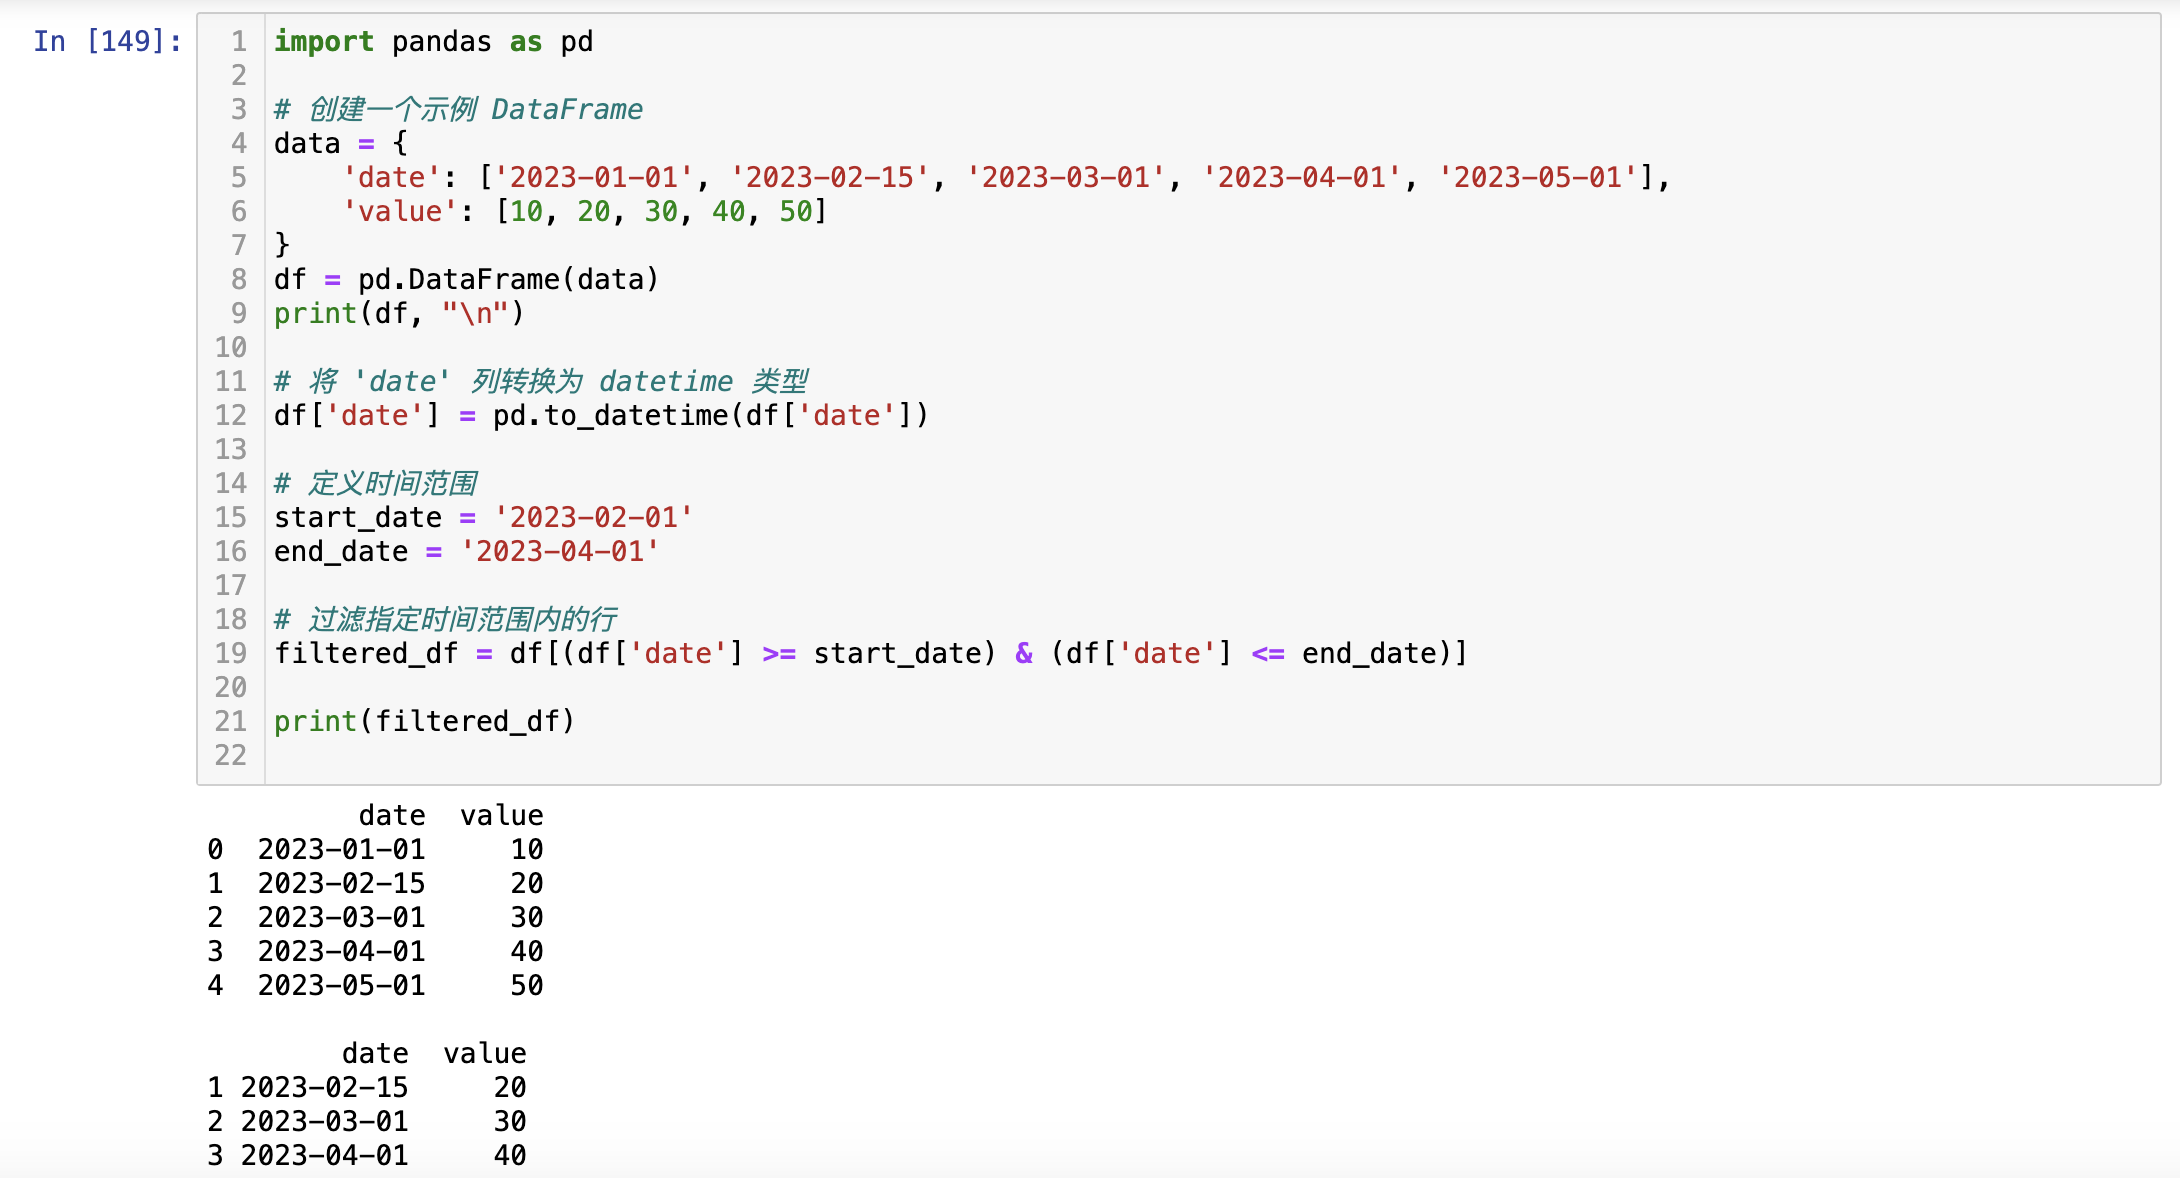 In [149]:
1 import pandas as pd
2
3 # 创建一个示例 DataFrame
4 data = {
5     'date': ['2023-01-01', '2023-02-15', '2023-03-01', '2023-04-01', '2023-05-01'],
6     'value': [10, 20, 30, 40, 50]
7 }
8 df = pd.DataFrame(data)
9 print(df, "\n")
10
11 # 将 'date' 列转换为 datetime 类型
12 df['date'] = pd.to_datetime(df['date'])
13
14 # 定义时间范围
15 start_date = '2023-02-01'
16 end_date = '2023-04-01'
17
18 # 过滤指定时间范围内的行
19 filtered_df = df[(df['date'] >= start_date) & (df['date'] <= end_date)]
20
21 print(filtered_df)
22
         date  value
0  2023-01-01     10
1  2023-02-15     20
2  2023-03-01     30
3  2023-04-01     40
4  2023-05-01     50
        date  value
1 2023-02-15     20
2 2023-03-01     30
3 2023-04-01     40